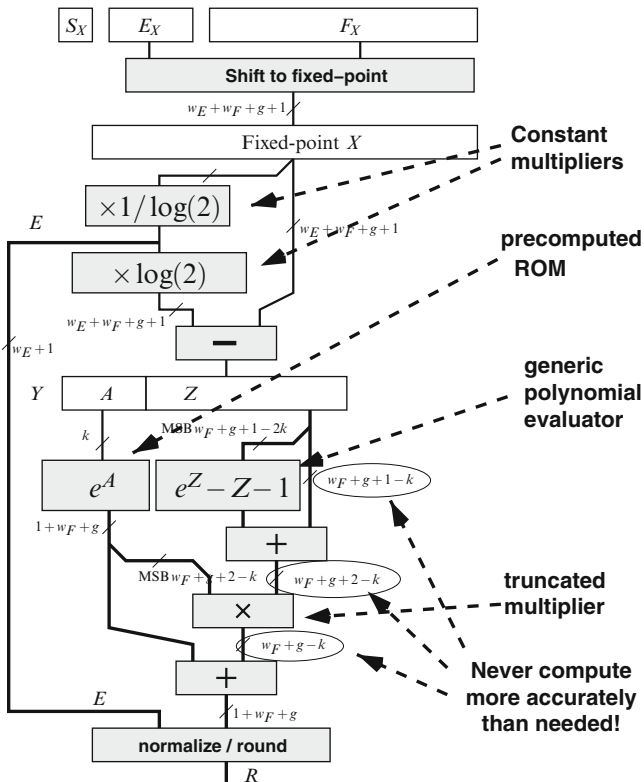 S_X E_X F_X
Shift to fixed–point
w_E + w_F + g + 1
Fixed-point X
Constant
multipliers
×1/log(2)
E
w_E + w_F + g + 1
precomputed
ROM
×log(2)
w_E + w_F + g + 1
−
w_E + 1
generic
polynomial
evaluator
Y A Z
k
MSB w_F + g + 1 − 2k
e^A
e^Z − Z − 1
w_F + g + 1 − k
1 + w_F + g
+
MSB w_F + g + 2 − k
w_F + g + 2 − k
truncated
multiplier
×
w_F + g − k
Never compute
more accurately
than needed!
+
E
1 + w_F + g
normalize / round
R